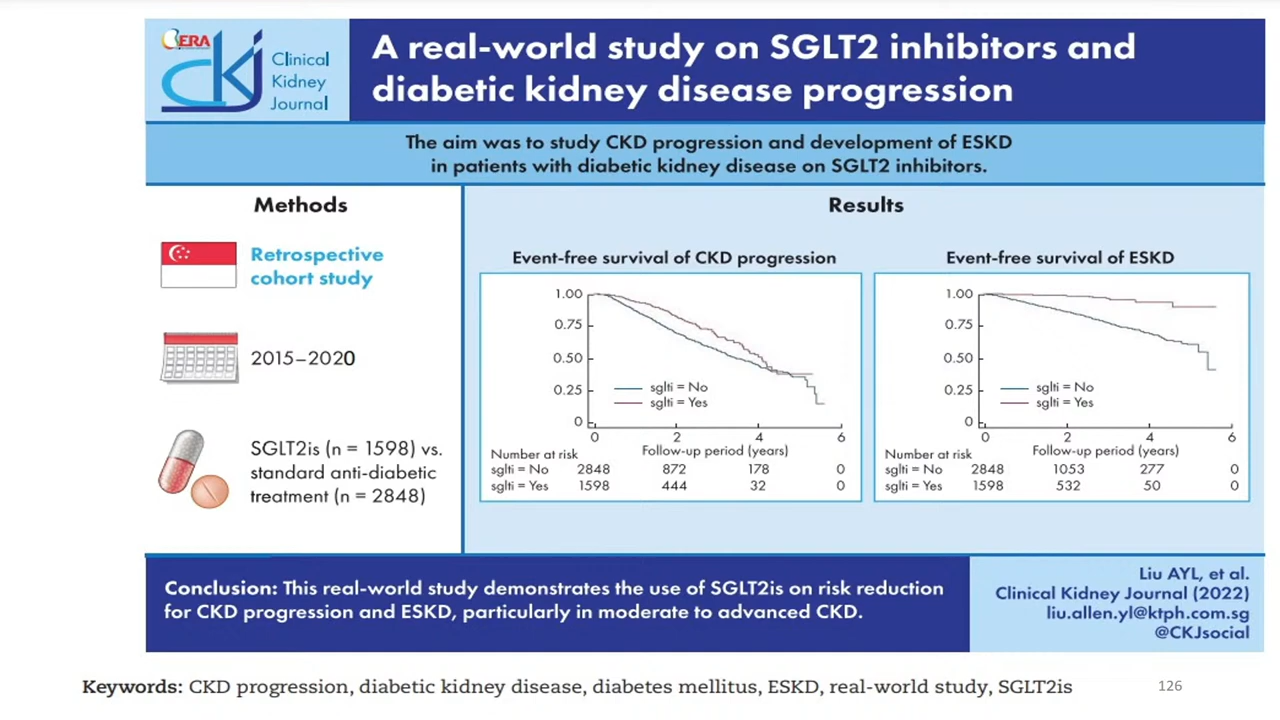 ERA
ckj
Clinical
Kidney
Journal
A real-world study on SGLT2 inhibitors and
diabetic kidney disease progression
The aim was to study CKD progression and development of ESKD
in patients with diabetic kidney disease on SGLT2 inhibitors.
Methods
Retrospective
cohort study
2015–2020
SGLT2is (n = 1598) vs.
standard anti-diabetic
treatment (n = 2848)
Results
Event-free survival of CKD progression
1.00
0.75
0.50
0.25
0
sglti = No
sglti = Yes
0 2 4 6
Follow-up period (years)
Number at risk
sglti = No 2848 872 178 0
sglti = Yes 1598 444 32 0
Event-free survival of ESKD
1.00
0.75
0.50
0.25
0
sglti = No
sglti = Yes
0 2 4 6
Follow-up period (years)
Number at risk
sglti = No 2848 1053 277 0
sglti = Yes 1598 532 50 0
Conclusion: This real-world study demonstrates the use of SGLT2is on risk reduction
for CKD progression and ESKD, particularly in moderate to advanced CKD.
Liu AYL, et al.
Clinical Kidney Journal (2022)
liu.allen.yl@ktph.com.sg
@CKJsocial
Keywords: CKD progression, diabetic kidney disease, diabetes mellitus, ESKD, real-world study, SGLT2is
126